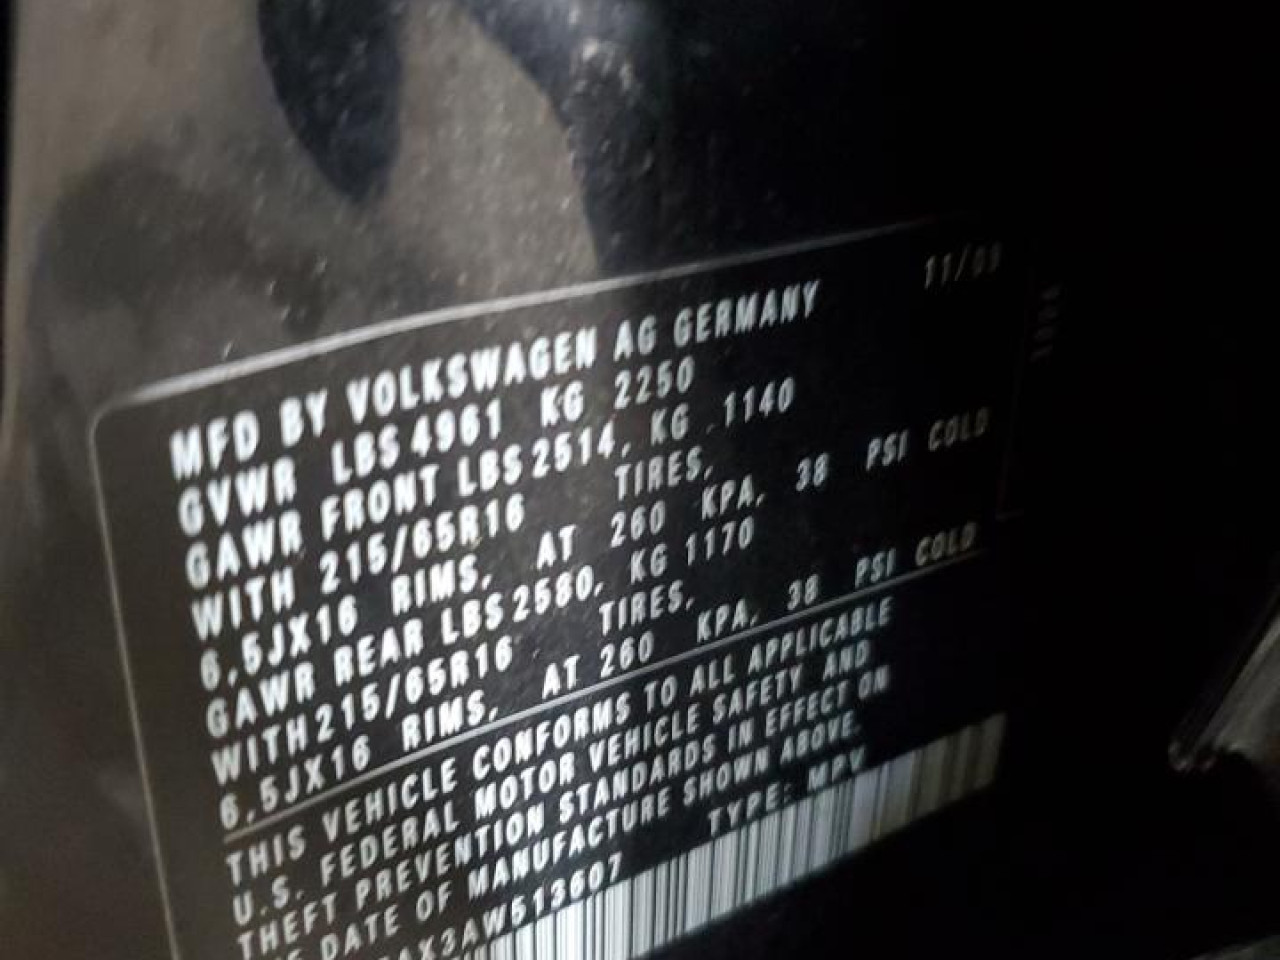 11/09
MFD BY VOLKSWAGEN AG GERMANY
GVWR LBS 4961 KG 2250
GAWR FRONT LBS 2514, KG 1140
WITH 215/65R16 TIRES,
6.5JX16 RIMS, AT 260 KPA, 38 PSI COLD
GAWR REAR LBS 2580, KG 1170
WITH 215/65R16 TIRES,
6.5JX16 RIMS, AT 260 KPA, 38 PSI COLD
THIS VEHICLE CONFORMS TO ALL APPLICABLE
U.S. FEDERAL MOTOR VEHICLE SAFETY AND
THEFT PREVENTION STANDARDS IN EFFECT ON
DATE OF MANUFACTURE SHOWN ABOVE.
AX3AW513607 TYPE: MPV